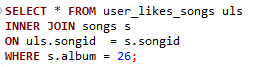 SELECT * FROM user_likes_songs uls
INNER JOIN songs s
ON uls.songid  = s.songid
WHERE s.album = 26;